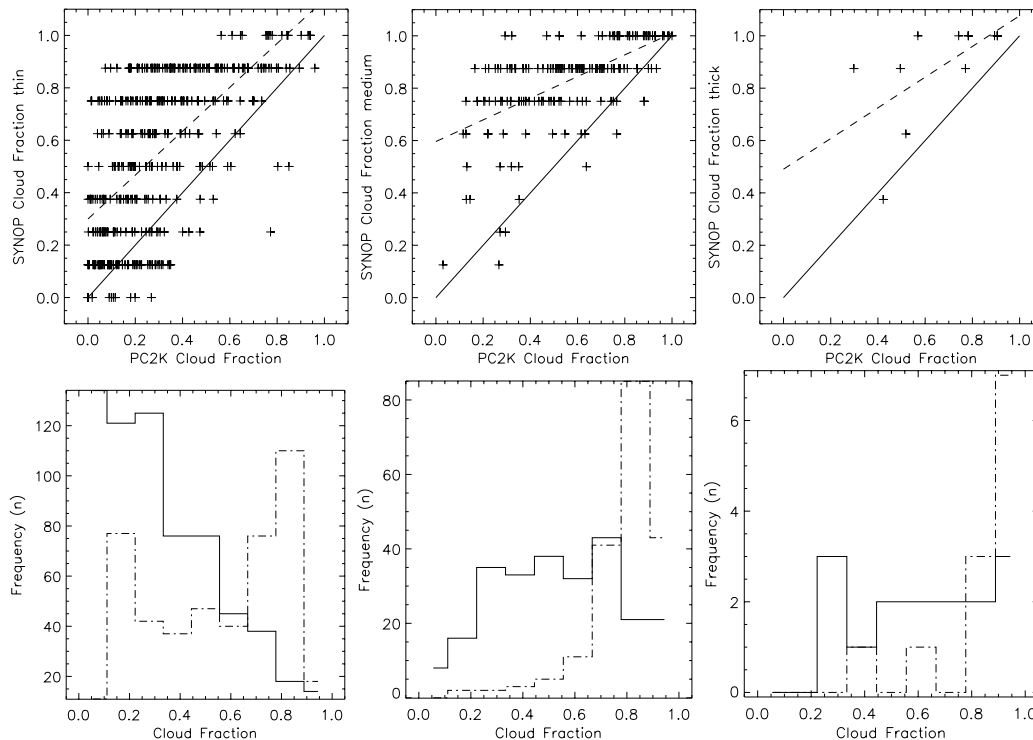 SYNOP Cloud Fraction thin
1.0
0.8
0.6
0.4
0.2
0.0
0.0 0.2 0.4 0.6 0.8 1.0
PC2K Cloud Fraction
SYNOP Cloud Fraction medium
1.0
0.8
0.6
0.4
0.2
0.0
0.0 0.2 0.4 0.6 0.8 1.0
PC2K Cloud Fraction
SYNOP Cloud Fraction thick
1.0
0.8
0.6
0.4
0.2
0.0
0.0 0.2 0.4 0.6 0.8 1.0
PC2K Cloud Fraction
Frequency (n)
120
100
80
60
40
20
0.0 0.2 0.4 0.6 0.8 1.0
Cloud Fraction
Frequency (n)
80
60
40
20
0
0.0 0.2 0.4 0.6 0.8 1.0
Cloud Fraction
Frequency (n)
6
4
2
0
0.0 0.2 0.4 0.6 0.8 1.0
Cloud Fraction